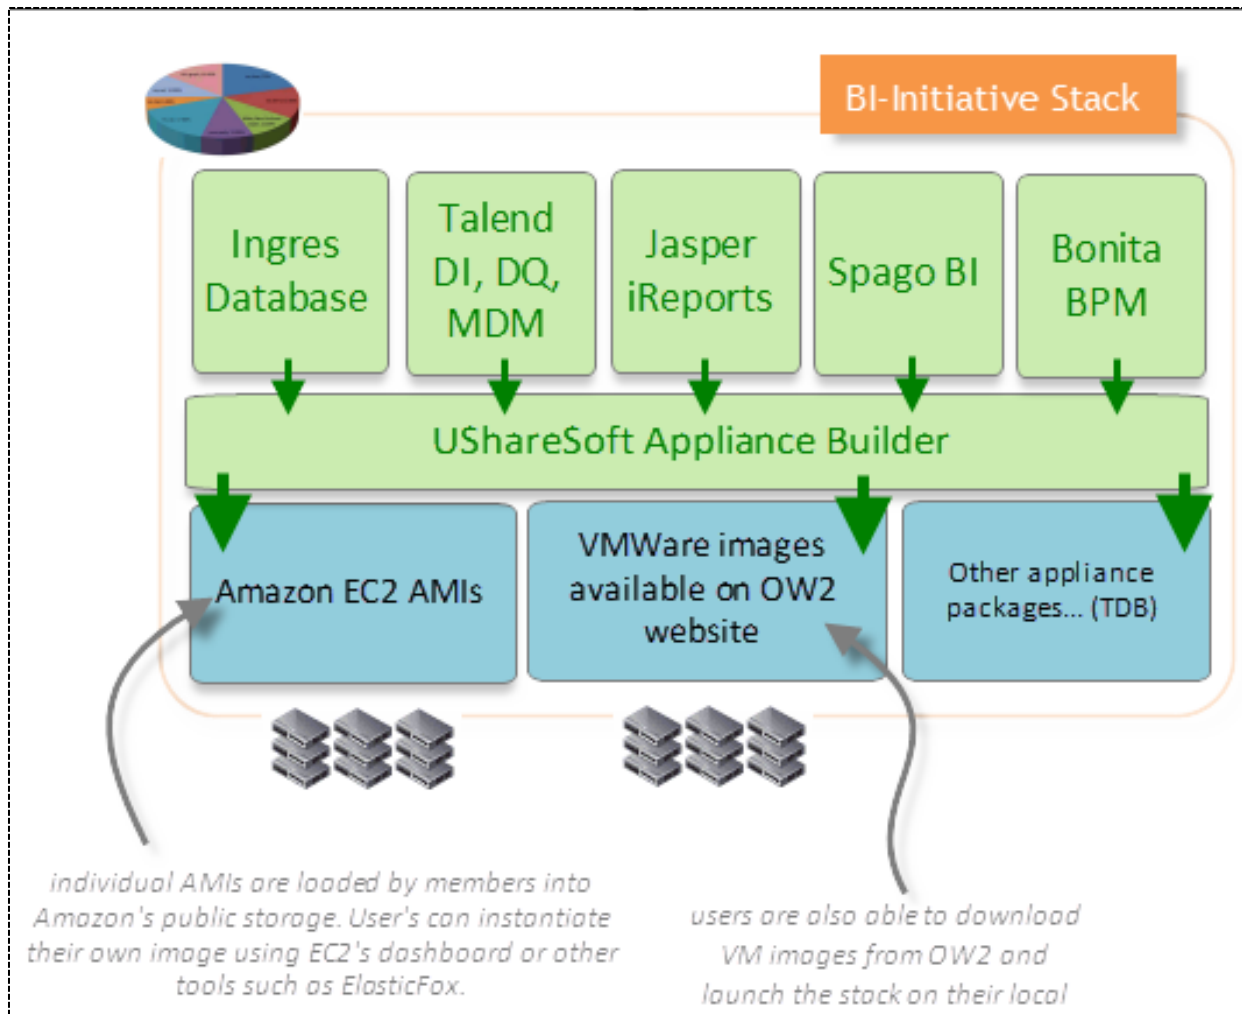 BI-Initiative Stack
Ingres
Database
Talend
DI, DQ,
MDM
Jasper
iReports
Spago BI
Bonita
BPM
UShareSoft Appliance Builder
Amazon EC2 AMIs
VMWare images
available on OW2
website
Other appliance
packages... (TDB)
individual AMIs are loaded by members into
Amazon's public storage. User's can instantiate
their own image using EC2's dashboard or other
tools such as ElasticFox.
users are also able to download
VM images from OW2 and
launch the stack on their local